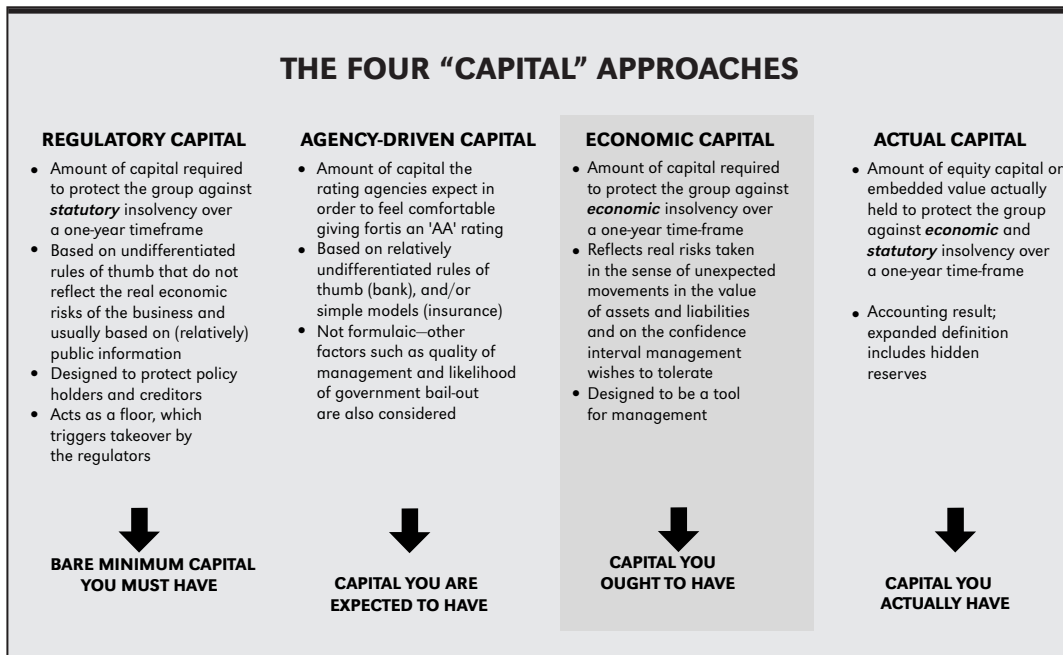 THE FOUR “CAPITAL” APPROACHES
REGULATORY CAPITAL
• Amount of capital required
to protect the group against
statutory insolvency over
a one-year timeframe
• Based on undifferentiated
rules of thumb that do not
reflect the real economic
risks of the business and
usually based on (relatively)
public information
• Designed to protect policy
holders and creditors
• Acts as a floor, which
triggers takeover by
the regulators
BARE MINIMUM CAPITAL
YOU MUST HAVE
AGENCY-DRIVEN CAPITAL
• Amount of capital the
rating agencies expect in
order to feel comfortable
giving fortis an 'AA' rating
• Based on relatively
undifferentiated rules of
thumb (bank), and/or
simple models (insurance)
• Not formulaic—other
factors such as quality of
management and likelihood
of government bail-out
are also considered
CAPITAL YOU ARE
EXPECTED TO HAVE
ECONOMIC CAPITAL
• Amount of capital required
to protect the group against
economic insolvency over
a one-year time-frame
• Reflects real risks taken
in the sense of unexpected
movements in the value
of assets and liabilities
and on the confidence
interval management
wishes to tolerate
• Designed to be a tool
for management
CAPITAL YOU
OUGHT TO HAVE
ACTUAL CAPITAL
• Amount of equity capital or
embedded value actually
held to protect the group
against economic and
statutory insolvency over
a one-year time-frame
• Accounting result;
expanded definition
includes hidden
reserves
CAPITAL YOU
ACTUALLY HAVE